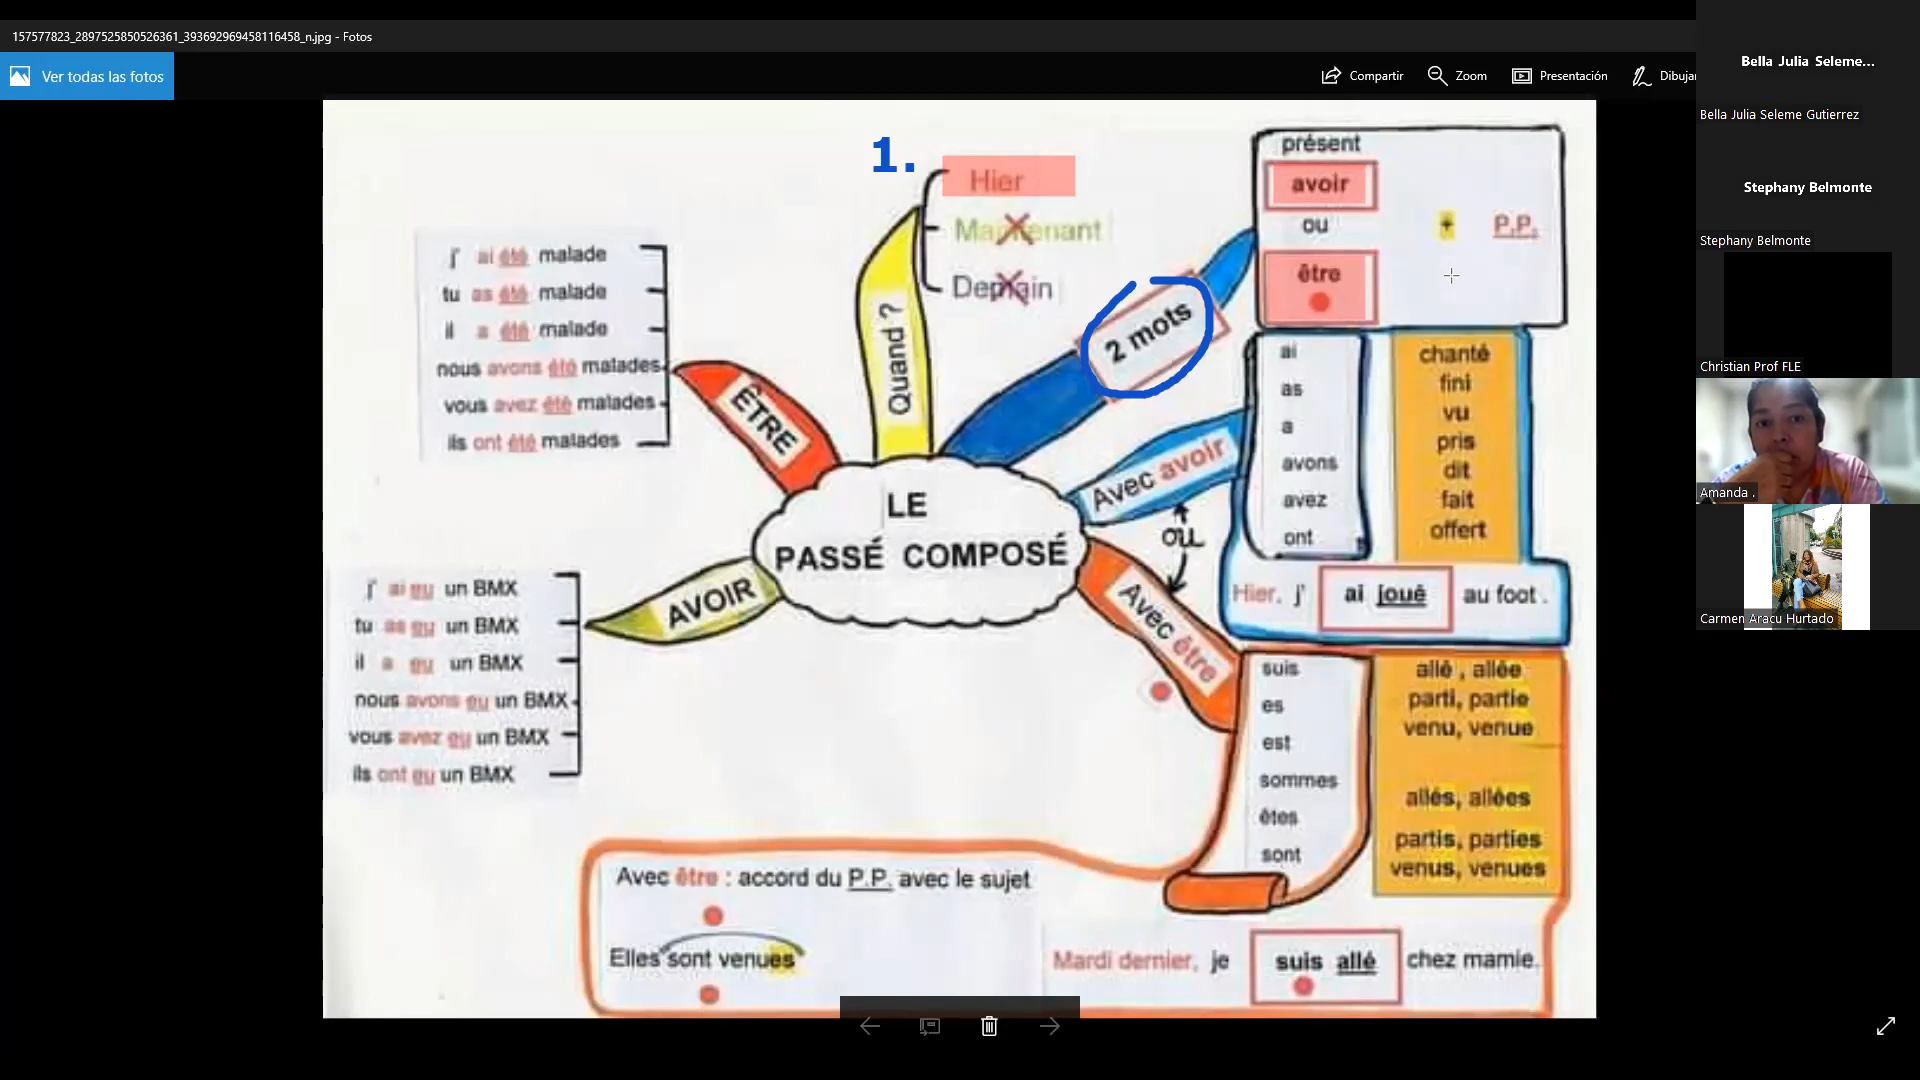 157577823_2897525850526361_393692969458116458_n.jpg - Fotos
Ver todas las fotos
Compartir
Zoom
Presentación
Dibujar
1.
Hier
Maintenant
Demain
Quand ?
2 mots
présent
avoir
ou
être
+
P.P.
j' ai été malade
tu as été malade
il a été malade
nous avons été malades
vous avez été malades
ils ont été malades
ÊTRE
LE
PASSÉ COMPOSÉ
AVOIR
j' ai eu un BMX
tu as eu un BMX
il a eu un BMX
nous avons eu un BMX
vous avez eu un BMX
ils ont eu un BMX
Avec avoir
ou
Avec être
ai
as
a
avons
avez
ont
chanté
fini
vu
pris
dit
fait
offert
Hier, j' ai joué au foot .
suis
es
est
sommes
êtes
sont
allé , allée
parti, partie
venu, venue
allés, allées
partis, parties
venus, venues
Avec être : accord du P.P. avec le sujet
Elles sont venues
Mardi dernier, je suis allé chez mamie.
Bella Julia Seleme...
Bella Julia Seleme Gutierrez
Stephany Belmonte
Stephany Belmonte
Christian Prof FLE
Amanda .
Carmen Aracu Hurtado